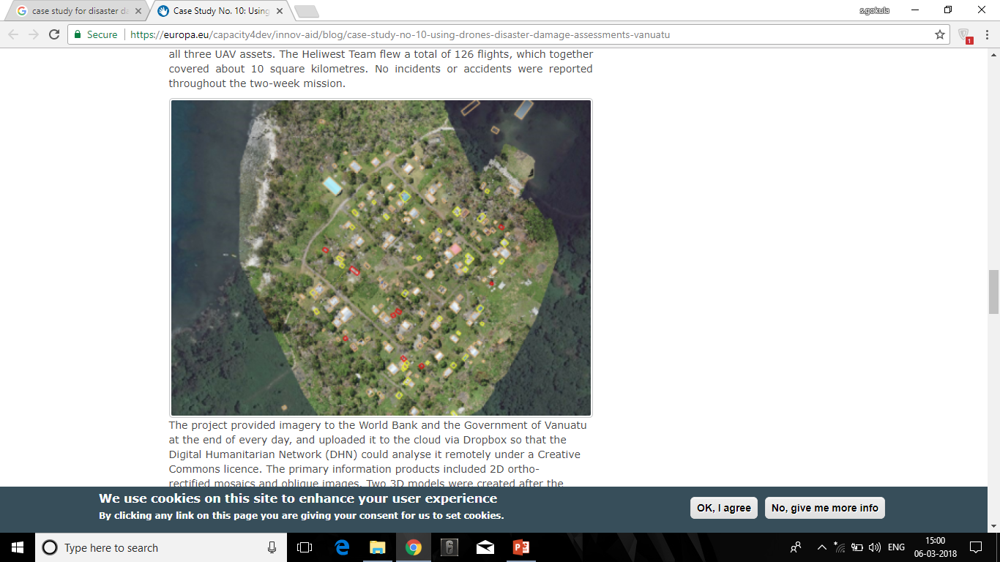 case study for disaster da
Case Study No. 10: Using
s.gokula
Secure
https://europa.eu/capacity4dev/innov-aid/blog/case-study-no-10-using-drones-disaster-damage-assessments-vanuatu
1
all three UAV assets. The Heliwest Team flew a total of 126 flights, which together
covered about 10 square kilometres. No incidents or accidents were reported
throughout the two-week mission.
The project provided imagery to the World Bank and the Government of Vanuatu
at the end of every day, and uploaded it to the cloud via Dropbox so that the
Digital Humanitarian Network (DHN) could analyse it remotely under a Creative
Commons licence. The primary information products included 2D ortho-
rectified mosaics and oblique images. Two 3D models were created after the
We use cookies on this site to enhance your user experience
By clicking any link on this page you are giving your consent for us to set cookies.
OK, I agree
No, give me more info
Type here to search
ENG
15:00
06-03-2018